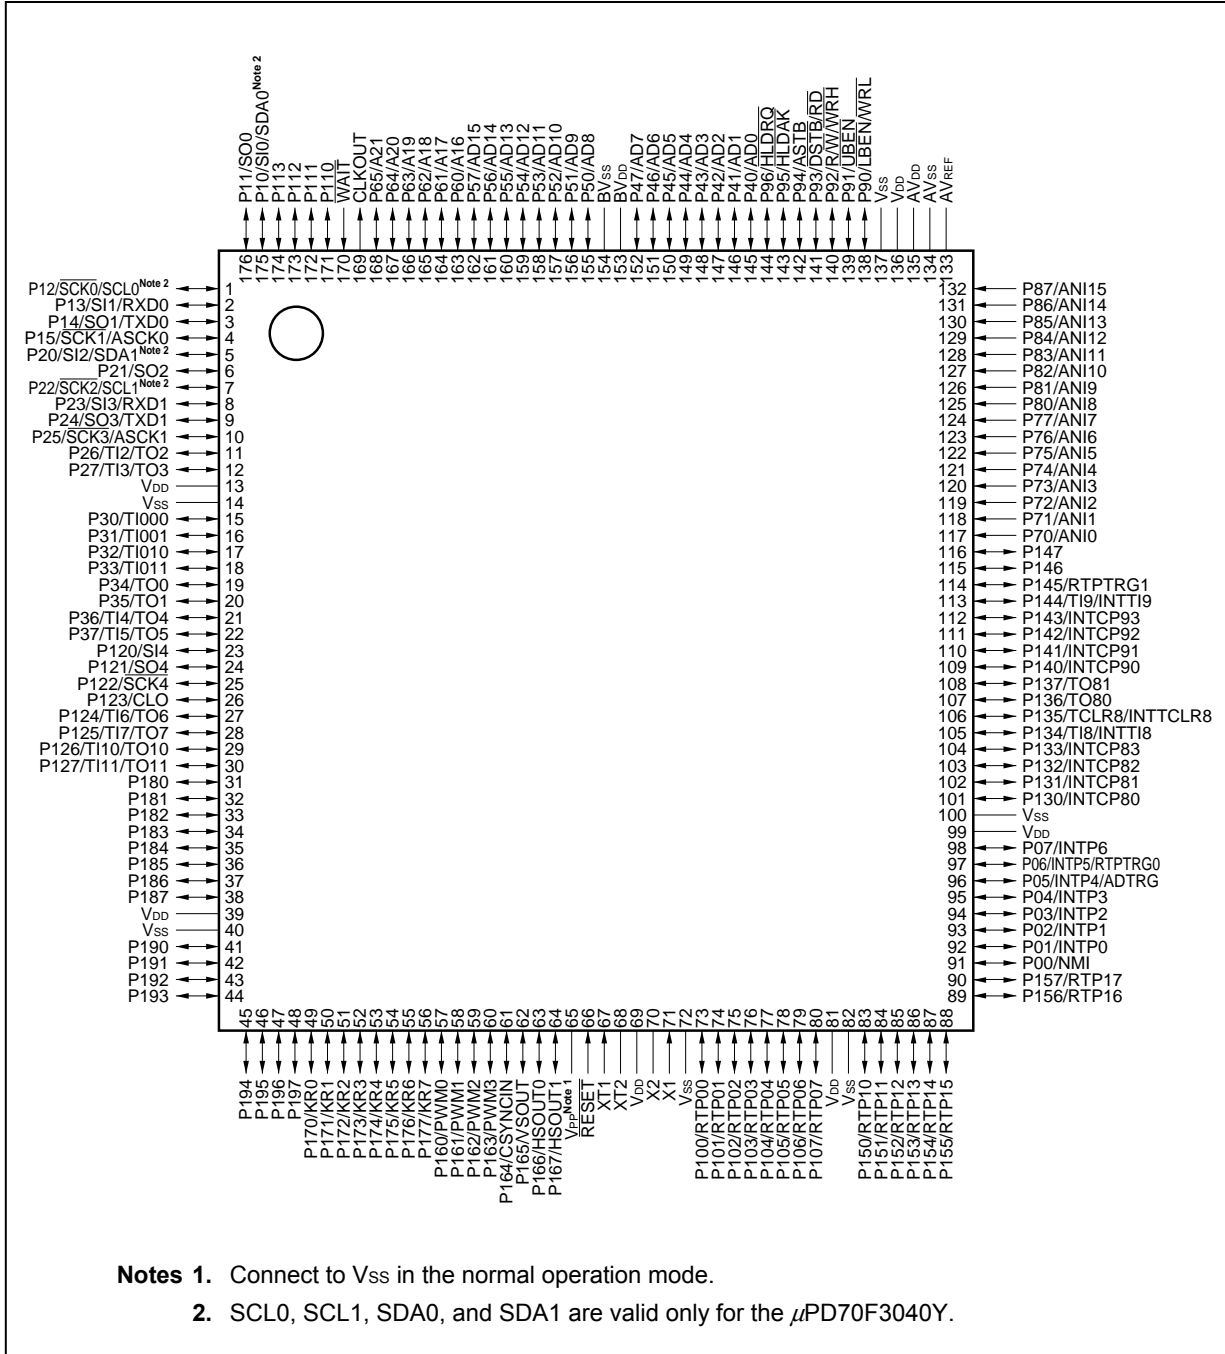 P11/SO0
P10/SI0/SDA0Note 2
P113
P112
P111
P110
WAIT
CLKOUT
P65/A21
P64/A20
P63/A19
P62/A18
P61/A17
P60/A16
P57/AD15
P56/AD14
P55/AD13
P54/AD12
P53/AD11
P52/AD10
P51/AD9
P50/AD8
BVSS
BVDD
P47/AD7
P46/AD6
P45/AD5
P44/AD4
P43/AD3
P42/AD2
P41/AD1
P40/AD0
P96/HLDRQ
P95/HLDAK
P94/ASTB
P93/DSTB/RD
P92/R/W/WRH
P91/UBEN
P90/LBEN/WRL
VSS
VDD
AVDD
AVSS
AVREF
176
175
174
173
172
171
170
169
168
167
166
165
164
163
162
161
160
159
158
157
156
155
154
153
152
151
150
149
148
147
146
145
144
143
142
141
140
139
138
137
136
135
134
133
P12/SCK0/SCL0Note 2 1
P13/SI1/RXD0 2
P14/SO1/TXD0 3
P15/SCK1/ASCK0 4
P20/SI2/SDA1Note 2 5
P21/SO2 6
P22/SCK2/SCL1Note 2 7
P23/SI3/RXD1 8
P24/SO3/TXD1 9
P25/SCK3/ASCK1 10
P26/TI2/TO2 11
P27/TI3/TO3 12
VDD 13
VSS 14
P30/TI000 15
P31/TI001 16
P32/TI010 17
P33/TI011 18
P34/TO0 19
P35/TO1 20
P36/TI4/TO4 21
P37/TI5/TO5 22
P120/SI4 23
P121/SO4 24
P122/SCK4 25
P123/CLO 26
P124/TI6/TO6 27
P125/TI7/TO7 28
P126/TI10/TO10 29
P127/TI11/TO11 30
P180 31
P181 32
P182 33
P183 34
P184 35
P185 36
P186 37
P187 38
VDD 39
VSS 40
P190 41
P191 42
P192 43
P193 44
132 P87/ANI15
131 P86/ANI14
130 P85/ANI13
129 P84/ANI12
128 P83/ANI11
127 P82/ANI10
126 P81/ANI9
125 P80/ANI8
124 P77/ANI7
123 P76/ANI6
122 P75/ANI5
121 P74/ANI4
120 P73/ANI3
119 P72/ANI2
118 P71/ANI1
117 P70/ANI0
116 P147
115 P146
114 P145/RTPTRG1
113 P144/TI9/INTTI9
112 P143/INTCP93
111 P142/INTCP92
110 P141/INTCP91
109 P140/INTCP90
108 P137/TO81
107 P136/TO80
106 P135/TCLR8/INTTCLR8
105 P134/TI8/INTTI8
104 P133/INTCP83
103 P132/INTCP82
102 P131/INTCP81
101 P130/INTCP80
100 VSS
99 VDD
98 P07/INTP6
97 P06/INTP5/RTPTRG0
96 P05/INTP4/ADTRG
95 P04/INTP3
94 P03/INTP2
93 P02/INTP1
92 P01/INTP0
91 P00/NMI
90 P157/RTP17
89 P156/RTP16
45
46
47
48
49
50
51
52
53
54
55
56
57
58
59
60
61
62
63
64
65
66
67
68
69
70
71
72
73
74
75
76
77
78
79
80
81
82
83
84
85
86
87
88
P194
P195
P196
P197
P170/KR0
P171/KR1
P172/KR2
P173/KR3
P174/KR4
P175/KR5
P176/KR6
P177/KR7
P160/PWM0
P161/PWM1
P162/PWM2
P163/PWM3
P164/CSYNCIN
P165/VSOUT
P166/HSOUT0
P167/HSOUT1
VPPNote 1
RESET
XT1
XT2
VDD
X2
X1
VSS
P100/RTP00
P101/RTP01
P102/RTP02
P103/RTP03
P104/RTP04
P105/RTP05
P106/RTP06
P107/RTP07
VDD
VSS
P150/RTP10
P151/RTP11
P152/RTP12
P153/RTP13
P154/RTP14
P155/RTP15
Notes 1. Connect to VSS in the normal operation mode.
2. SCL0, SCL1, SDA0, and SDA1 are valid only for the μPD70F3040Y.